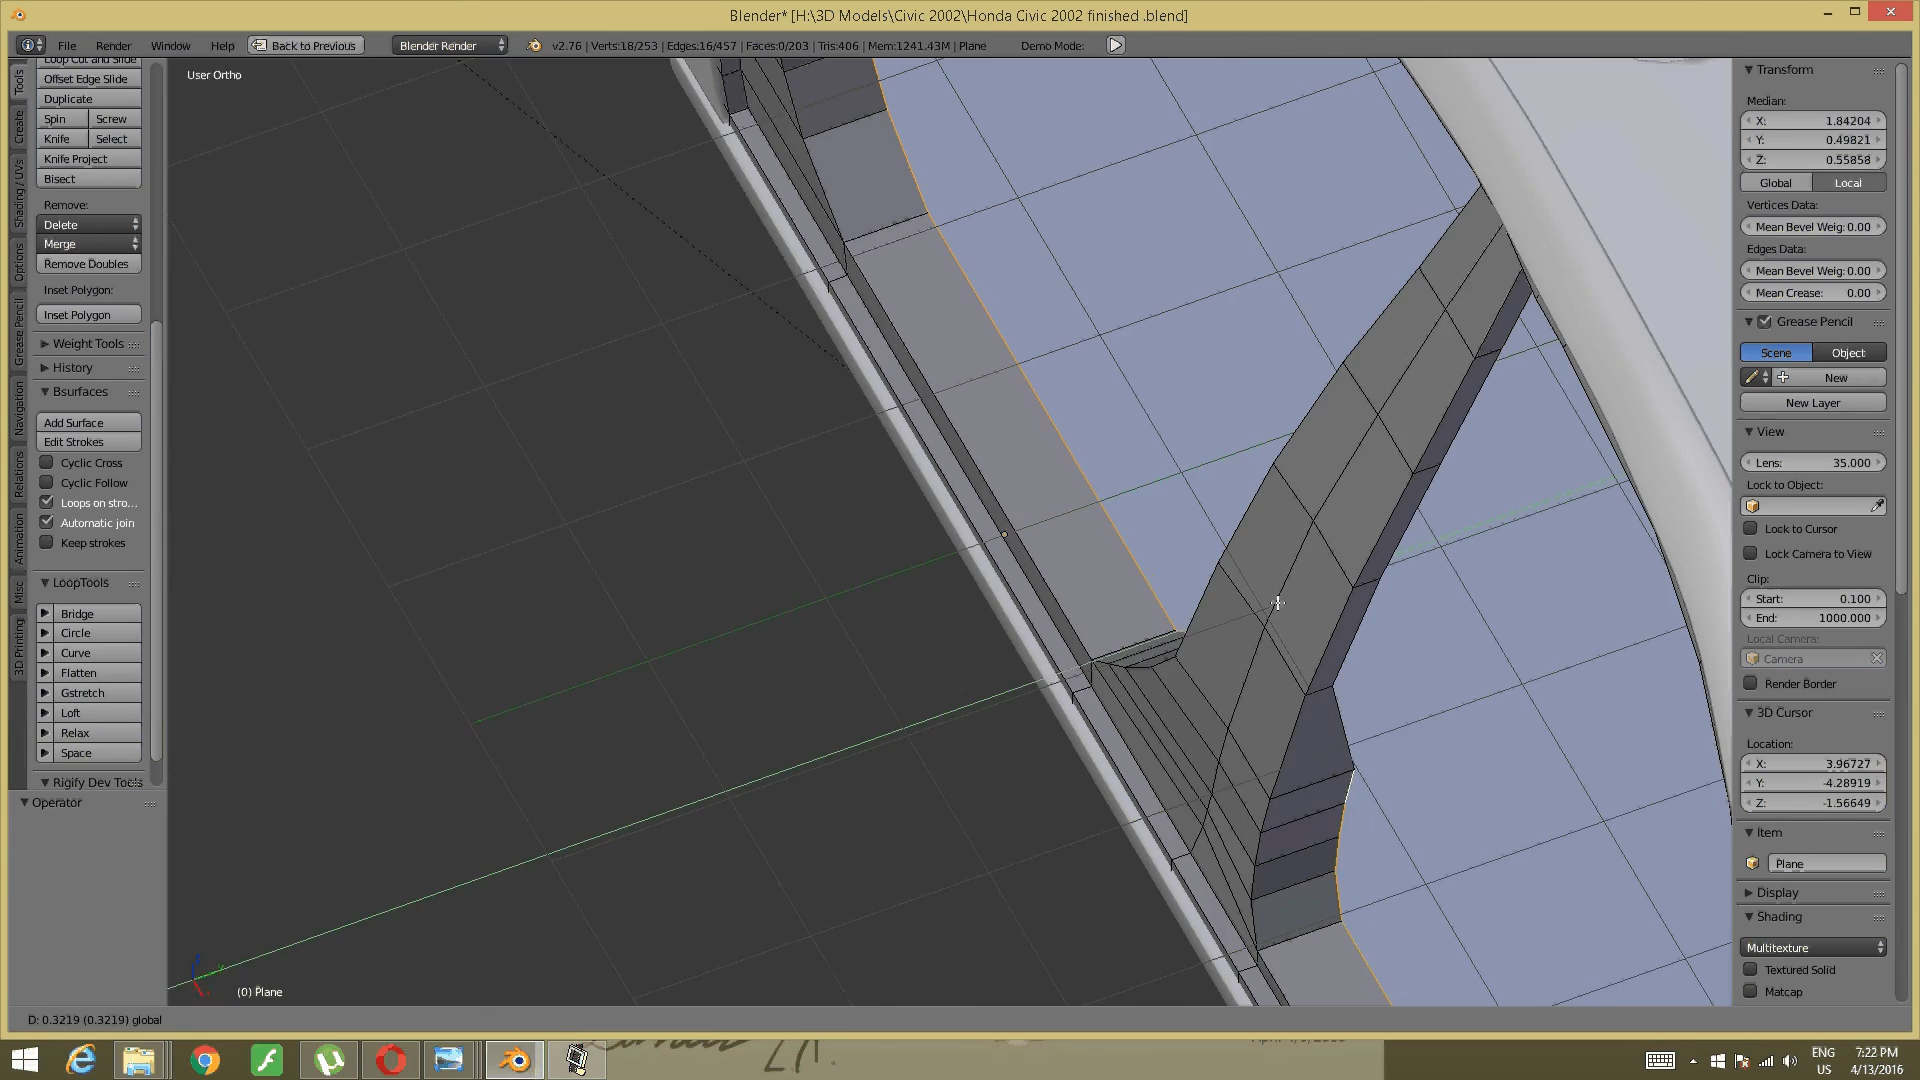 Blender* [H:\3D Models\Civic 2002\Honda Civic 2002 finished .blend]
File Render Window Help Back to Previous Blender Render v2.76 | Verts:18/253 | Edges:16/457 | Faces:0/203 | Tris:406 | Mem:1241.43M | Plane Demo Mode:
User Ortho
Tools
Create
Shading / UVs
Options
Grease Pencil
Navigation
Relations
Animation
Misc
3D Printing
Loop Cut and Slide
Offset Edge Slide
Duplicate
Spin Screw
Knife Select
Knife Project
Bisect
Remove:
Delete
Merge
Remove Doubles
Inset Polygon:
Inset Polygon
Weight Tools
History
Bsurfaces
Add Surface
Edit Strokes
Cyclic Cross
Cyclic Follow
Loops on stro...
Automatic join
Keep strokes
LoopTools
Bridge
Circle
Curve
Flatten
Gstretch
Loft
Relax
Space
Rigify Dev Tools
Operator
(0) Plane
D: 0.3219 (0.3219) global
Transform
Median:
X: 1.84204
Y: 0.49821
Z: 0.55858
Global Local
Vertices Data:
Mean Bevel Weig: 0.00
Edges Data:
Mean Bevel Weig: 0.00
Mean Crease: 0.00
Grease Pencil
Scene Object
New
New Layer
View
Lens: 35.000
Lock to Object:
Lock to Cursor
Lock Camera to View
Clip:
Start: 0.100
End: 1000.000
Local Camera:
Camera
Render Border
3D Cursor
Location:
X: 3.96727
Y: -4.28919
Z: -1.56649
Item
Plane
Display
Shading
Multitexture
Textured Solid
Matcap
ENG
US
7:22 PM
4/13/2016